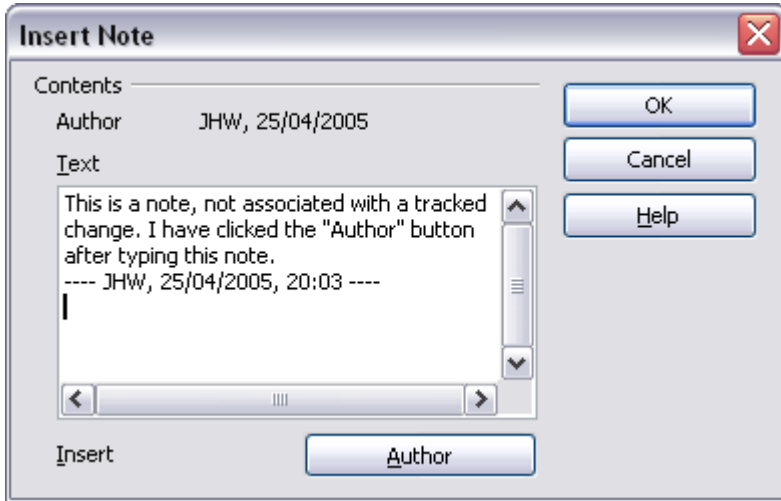 Insert Note
Contents
Author JHW, 25/04/2005
Text
This is a note, not associated with a tracked
change. I have clicked the "Author" button
after typing this note.
---- JHW, 25/04/2005, 20:03 ----
Insert Author
OK
Cancel
Help